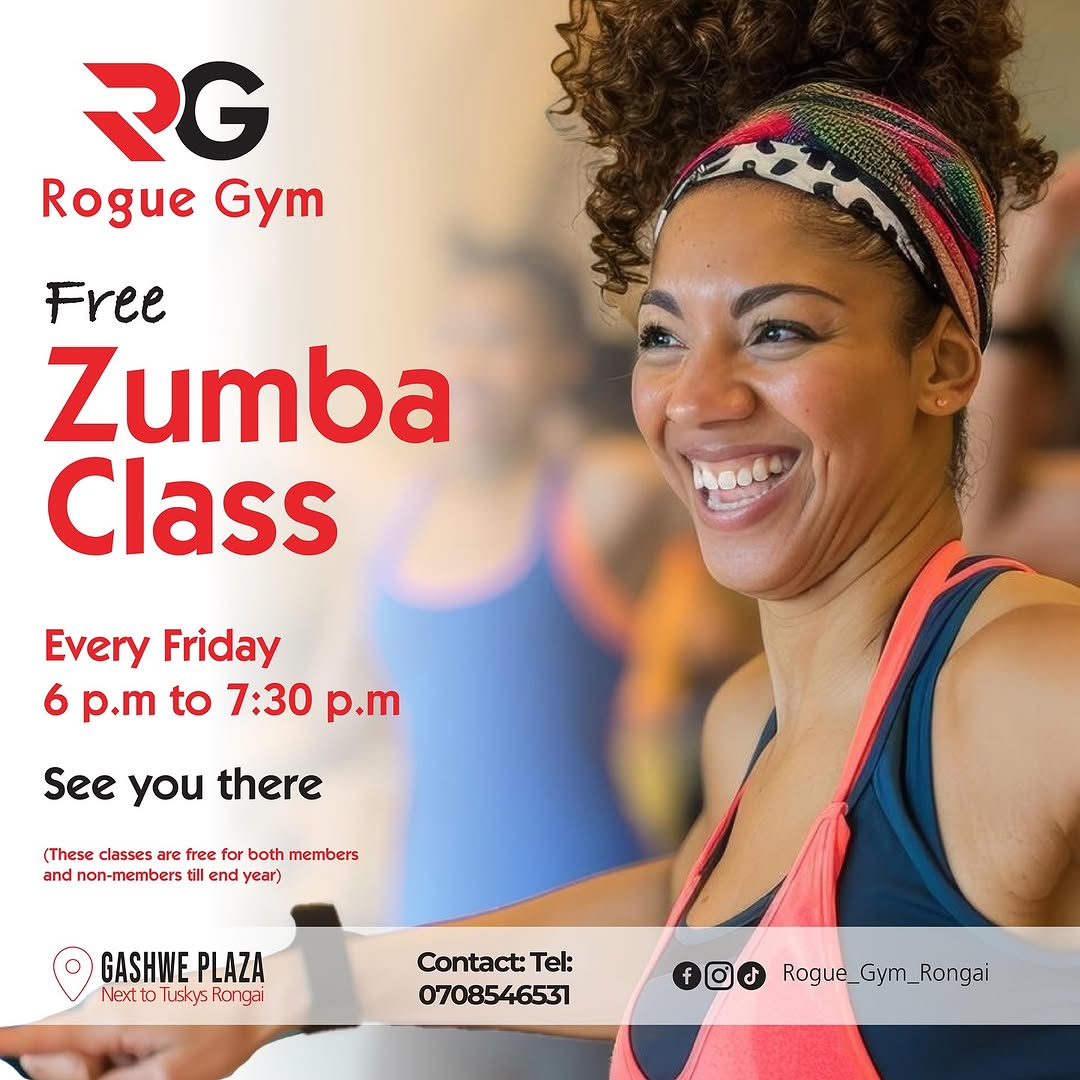 RG
Rogue Gym
Free
Zumba
Class
Every Friday
6 p.m to 7:30 p.m
See you there
(These classes are free for both members
and non-members till end year)
GASHWE PLAZA
Next to Tuskys Rongai
Contact: Tel:
0708546531
Rogue_Gym_Rongai